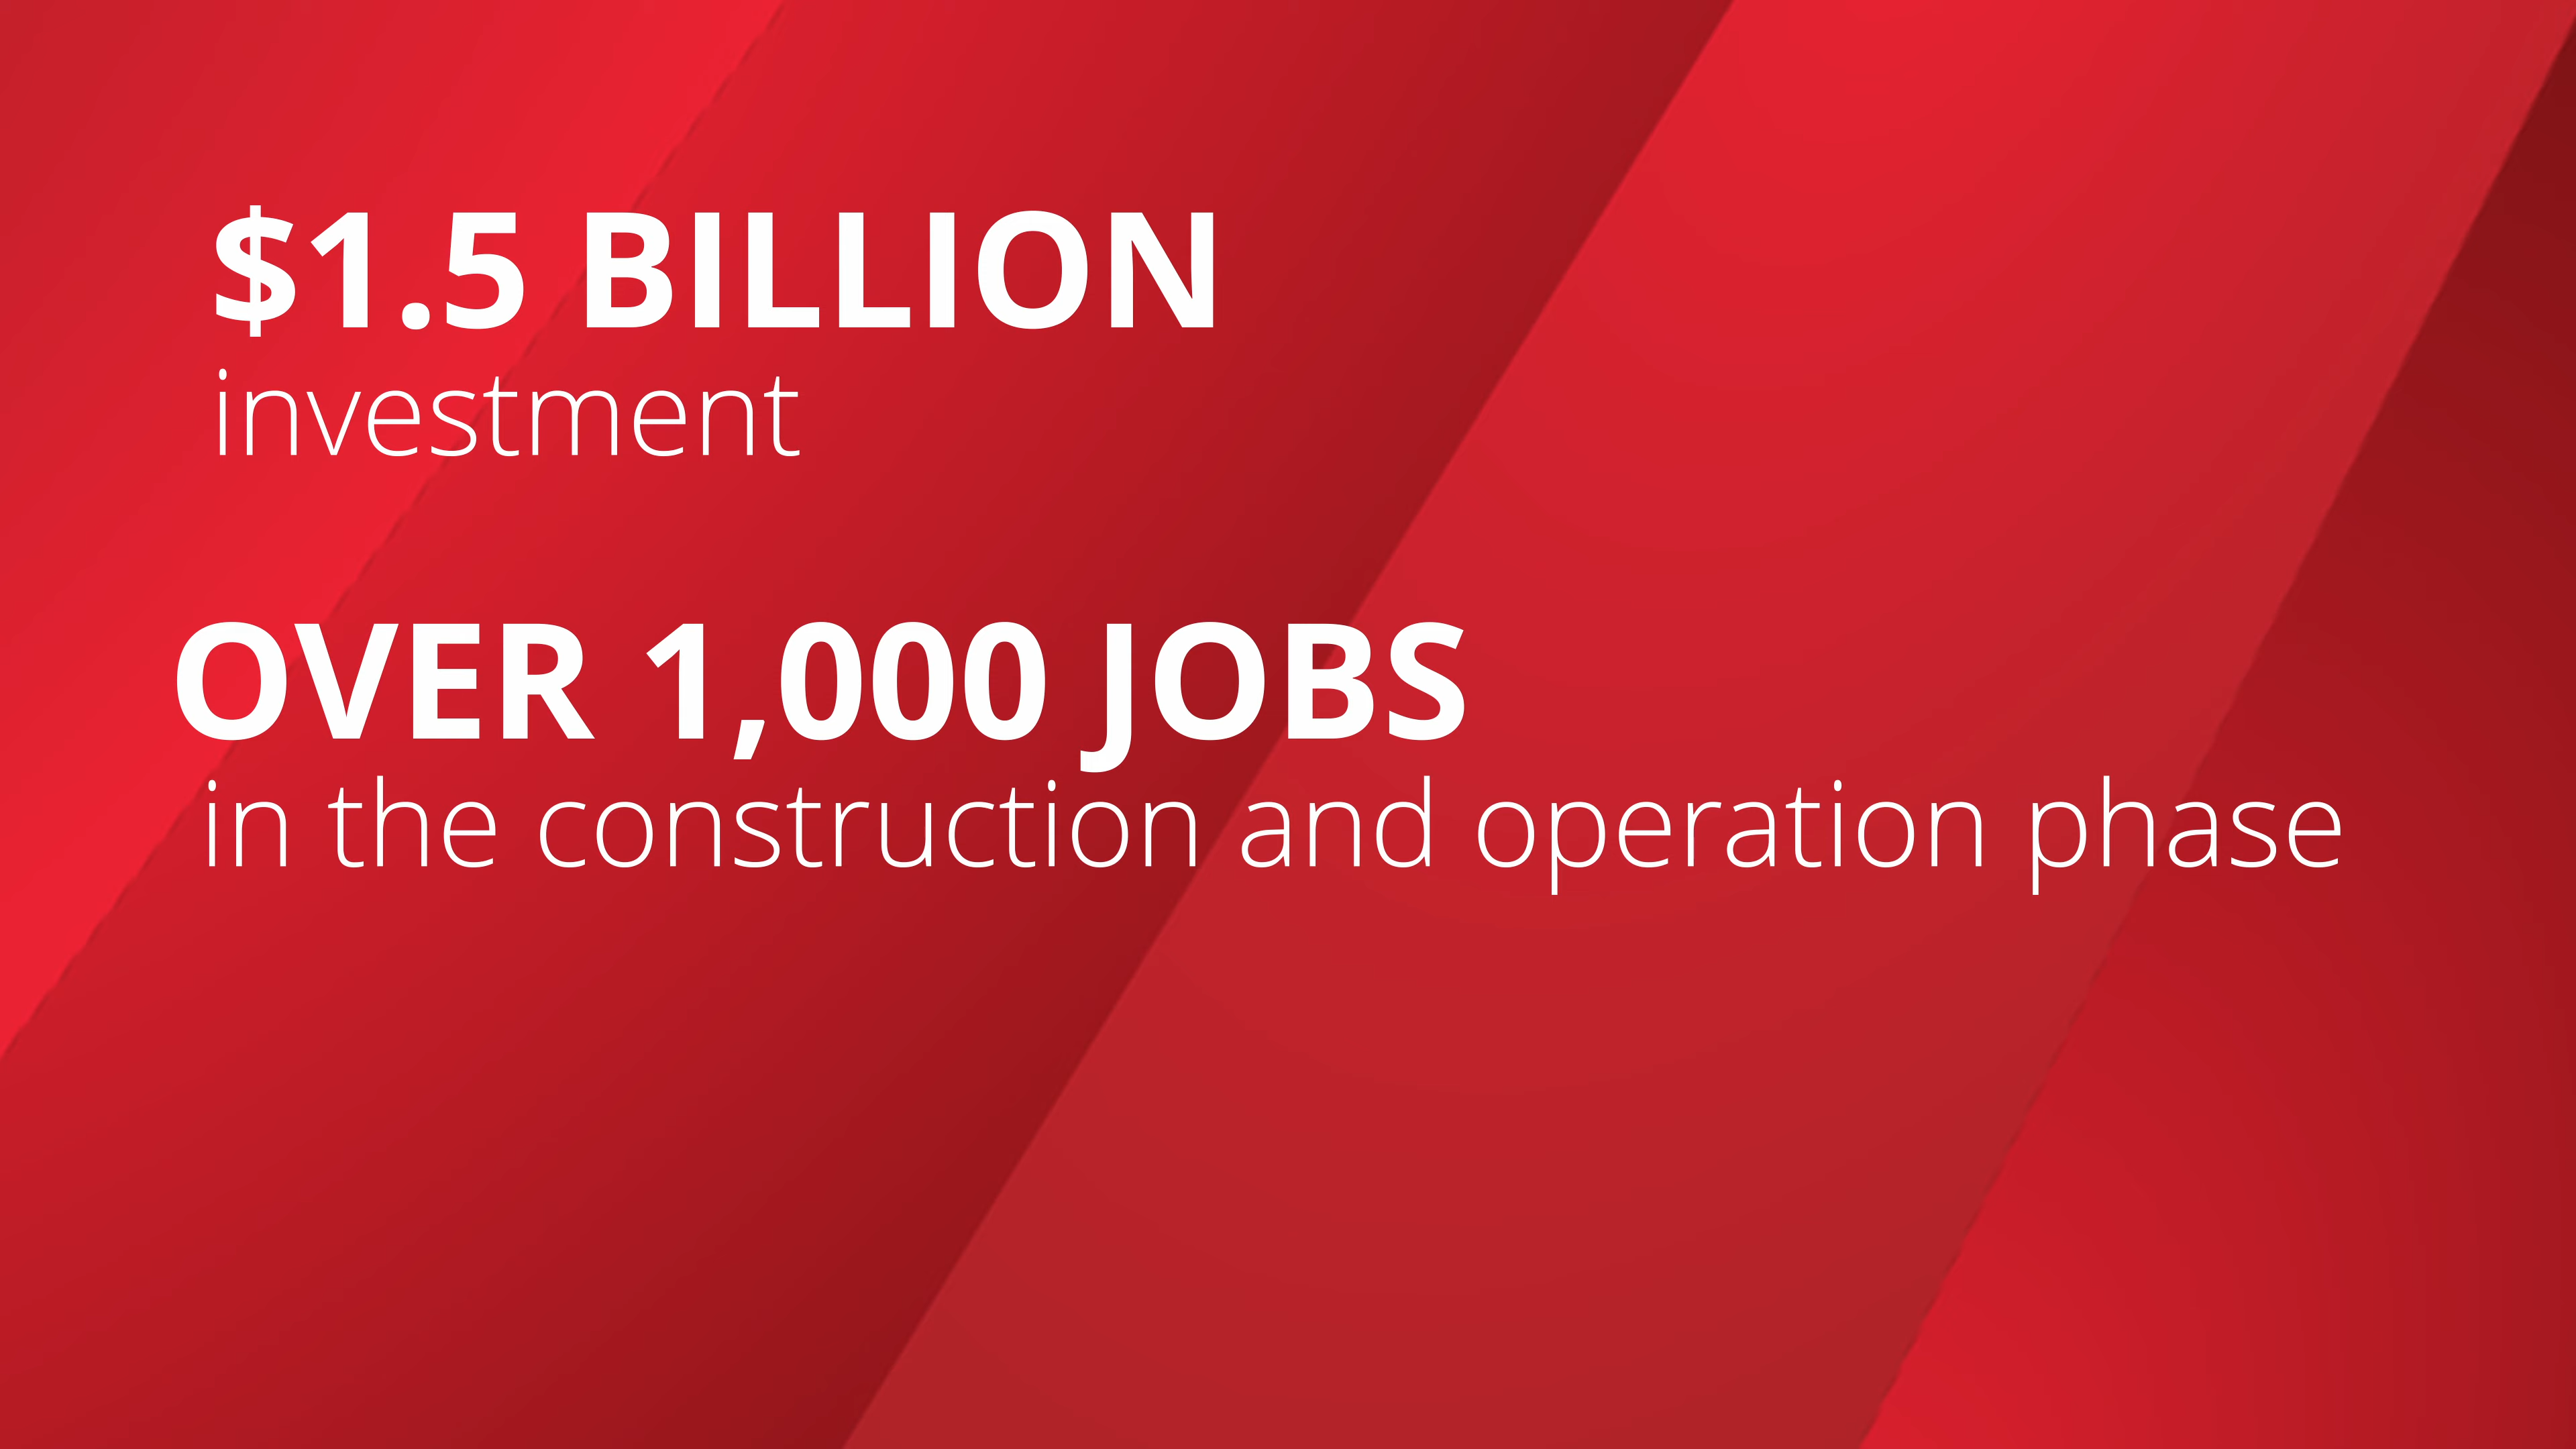 $1.5 BILLION
investment
OVER 1,000 JOBS
in the construction and operation phase